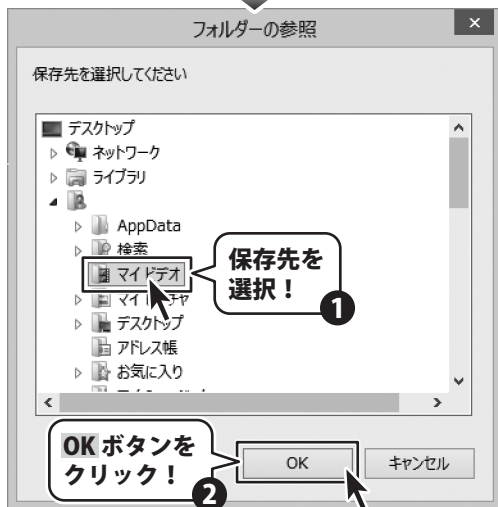 フォルダーの参照
×
保存先を選択してください
デスクトップ
ネットワーク
ライブラリ
AppData
検索
マイ ビデオ
デスクトップ
アドレス帳
お気に入り
保存先を
選択！
1
OK ボタンを
クリック！
2
OK
キャンセル